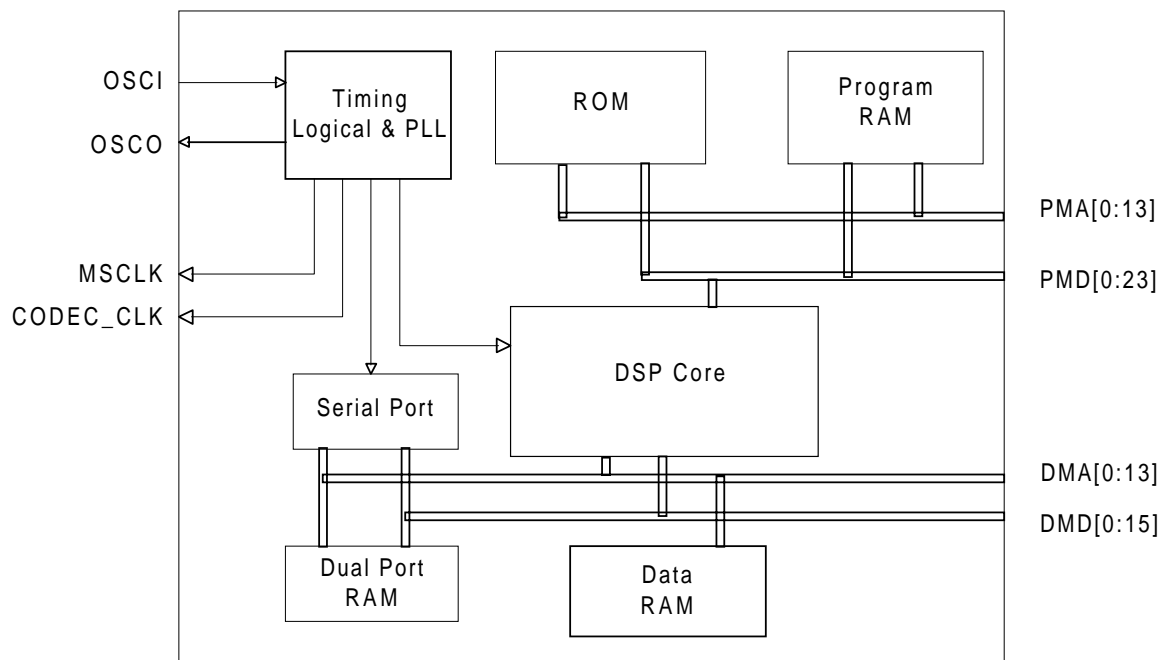 OSCI
OSCO
Timing
Logical & PLL
ROM
Program
RAM
PMA[0:13]
MSCLK
PMD[0:23]
CODEC_CLK
DSP Core
Serial Port
DMA[0:13]
DMD[0:15]
Dual Port
RAM
Data
RAM